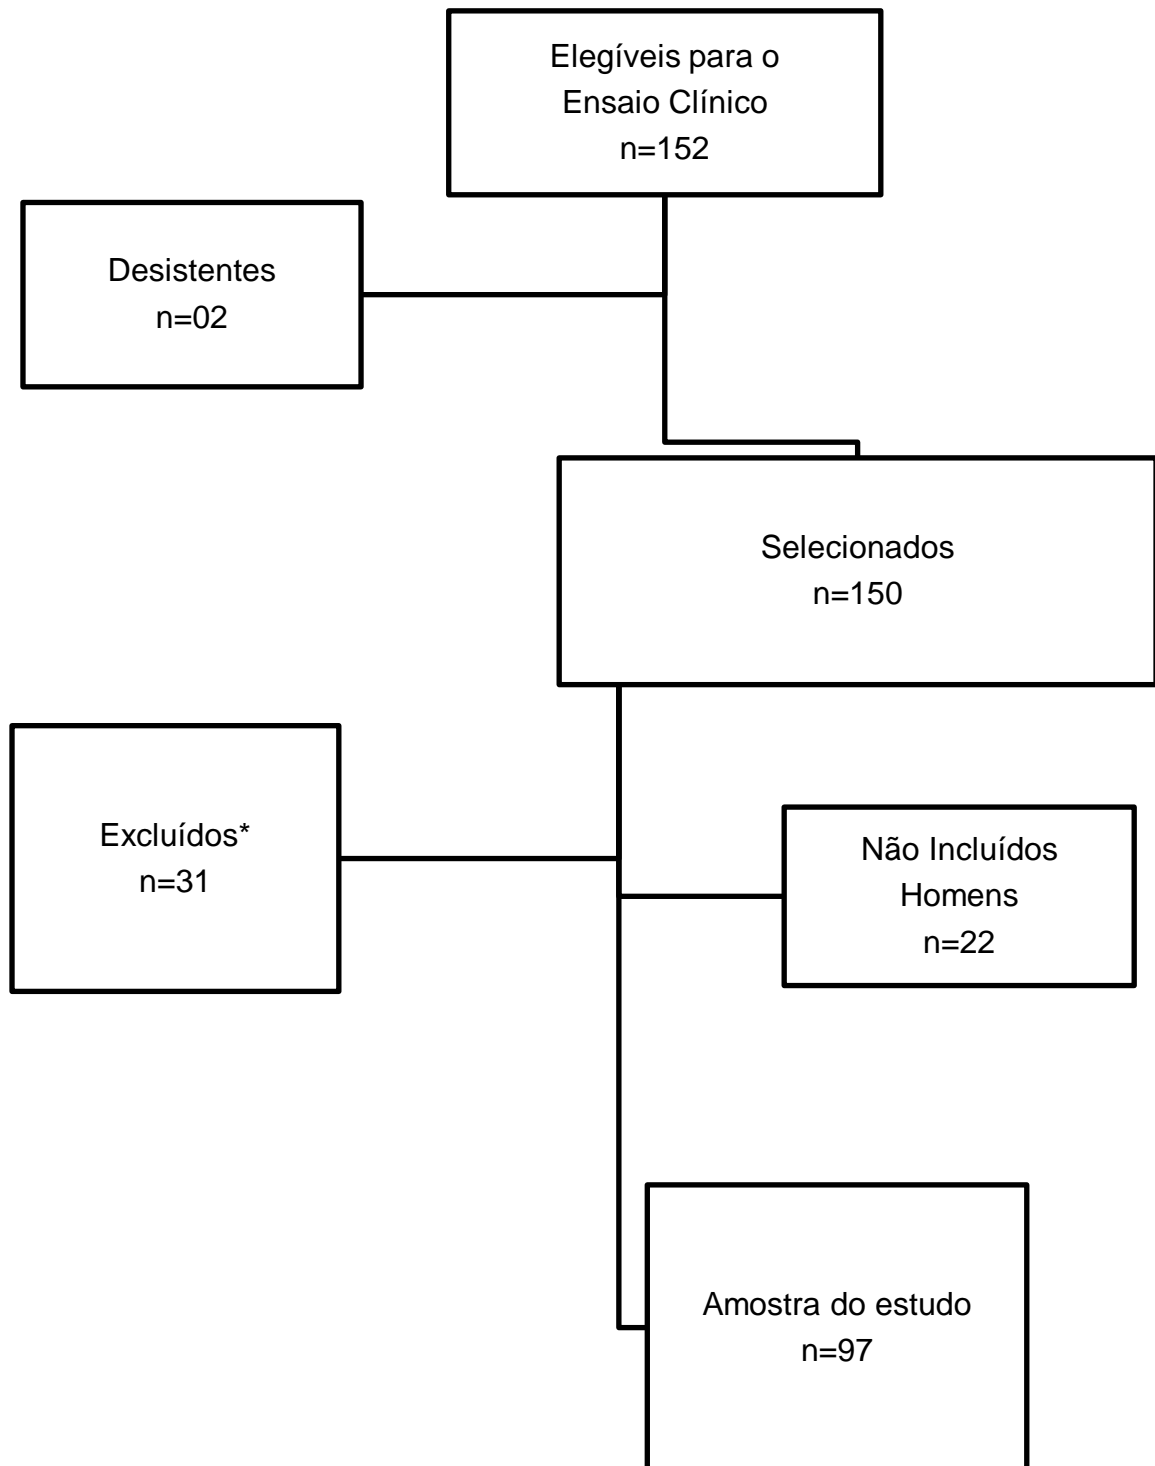 Elegíveis para o
Ensaio Clínico
n=152
Desistentes
n=02
Selecionados
n=150
Excluídos*
n=31
Não Incluídos
Homens
n=22
Amostra do estudo
n=97